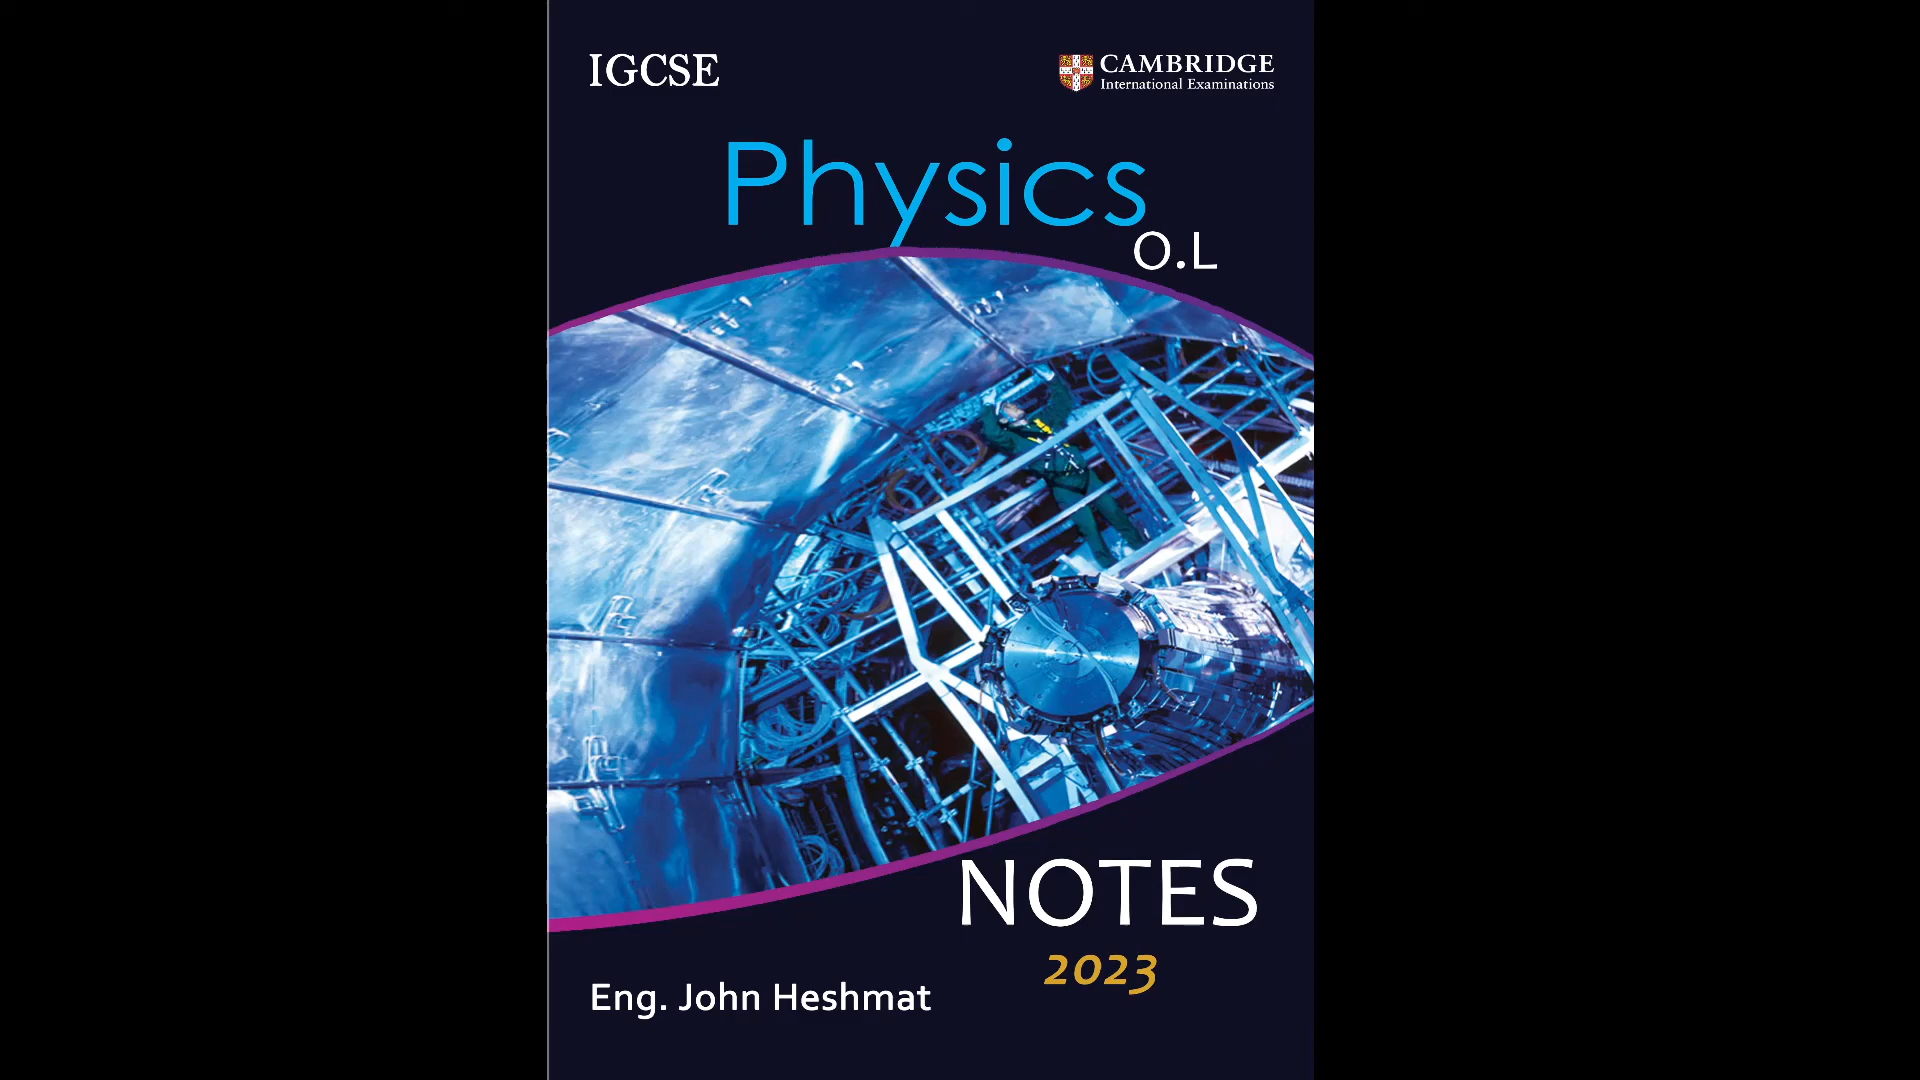 IGCSE
CAMBRIDGE
International Examinations
Physics
O.L
NOTES
2023
Eng. John Heshmat